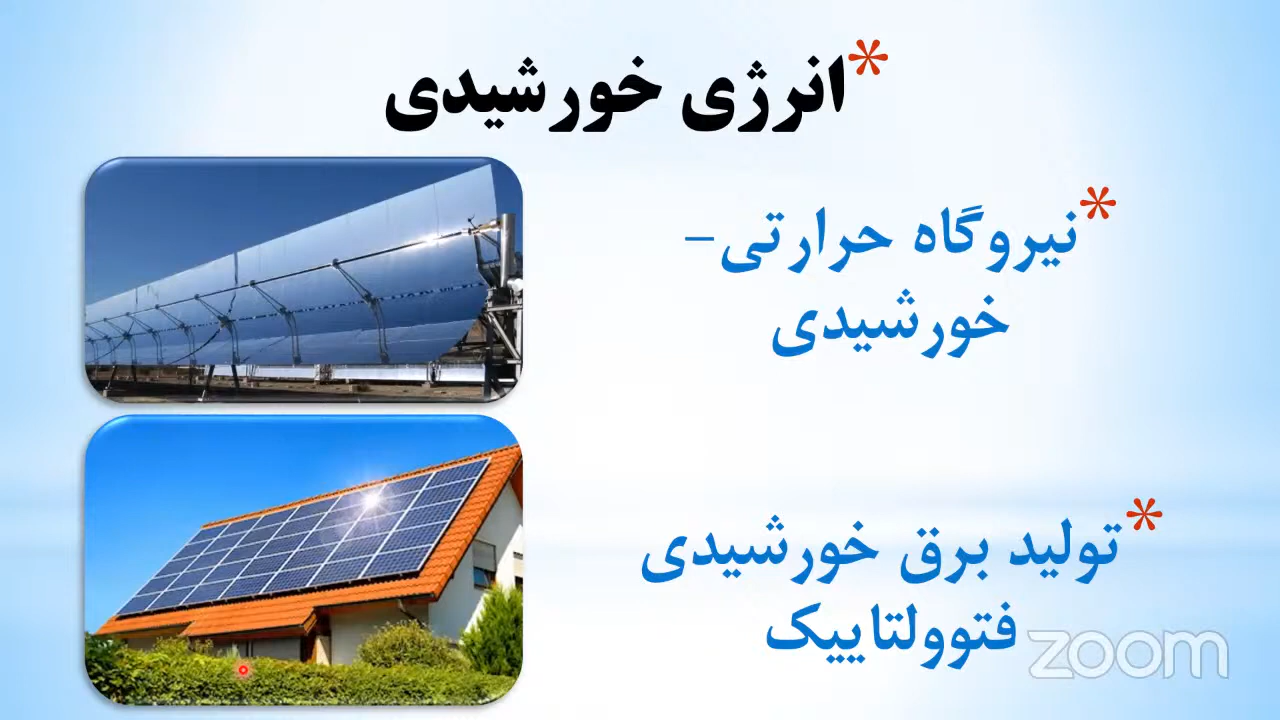 *انرژی خورشیدی
*نیروگاه حرارتی-
خورشیدی
*تولید برق خورشیدی
فتوولتاییک
zoom